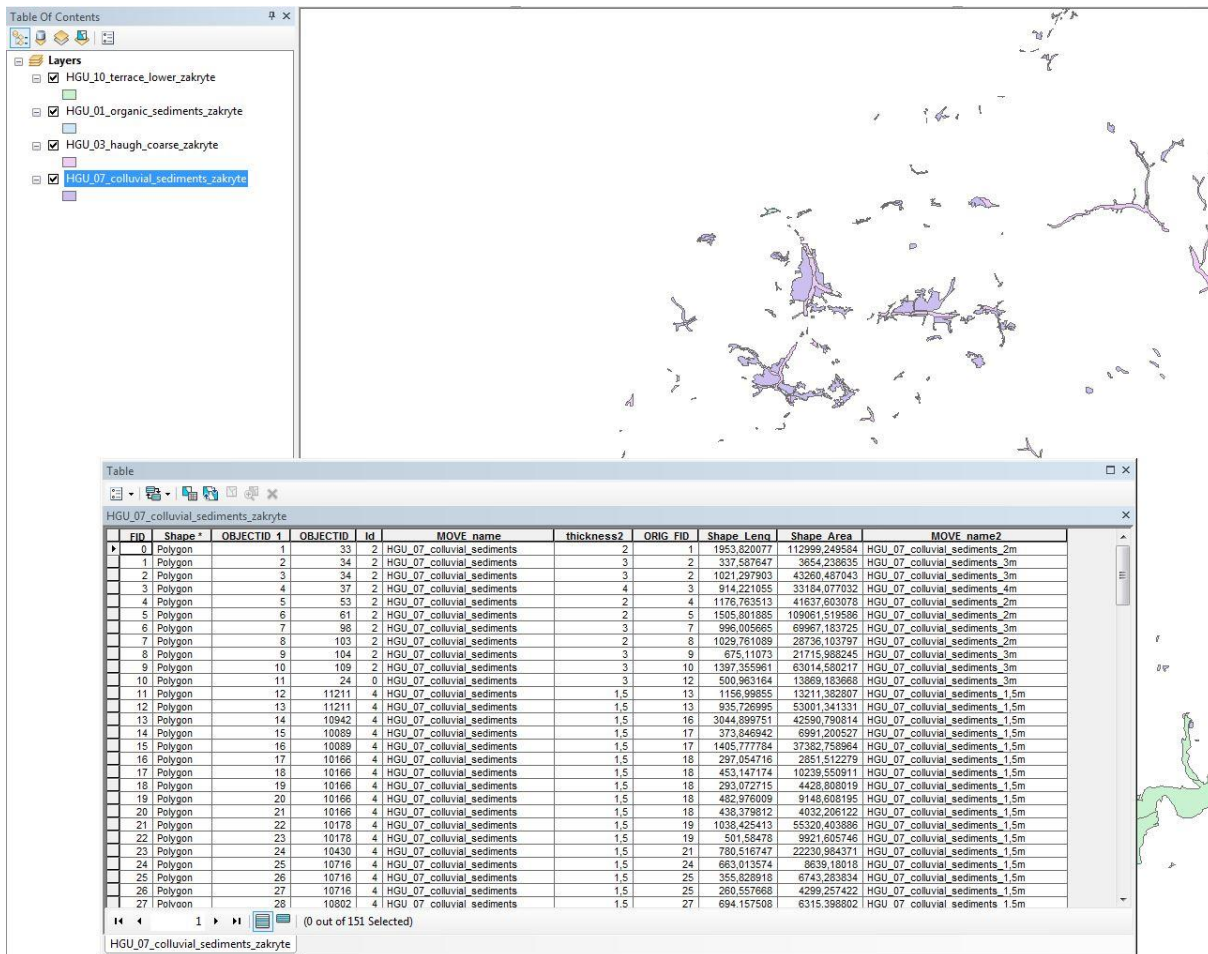 Table Of Contents
Layers
HGU_10_terrace_lower_zakryte
HGU_01_organic_sediments_zakryte
HGU_03_haugh_coarse_zakryte
HGU_07_colluvial_sediments_zakryte
Table
HGU_07_colluvial_sediments_zakryte
FID Shape * OBJECTID_1 OBJECTID Id MOVE_name thickness2 ORIG_FID Shape_Leng Shape_Area MOVE_name2
0 Polygon 1 33 2 HGU_07_colluvial_sediments 2 1 1953,820077 112999,249584 HGU_07_colluvial_sediments_2m
1 Polygon 2 34 2 HGU_07_colluvial_sediments 3 2 337,587647 3654,238635 HGU_07_colluvial_sediments_3m
2 Polygon 3 34 2 HGU_07_colluvial_sediments 3 2 1021,297903 43260,487043 HGU_07_colluvial_sediments_3m
3 Polygon 4 37 2 HGU_07_colluvial_sediments 4 3 914,221055 33184,077032 HGU_07_colluvial_sediments_4m
4 Polygon 5 53 2 HGU_07_colluvial_sediments 2 4 1176,763513 41637,603078 HGU_07_colluvial_sediments_2m
5 Polygon 6 61 2 HGU_07_colluvial_sediments 2 5 1505,801885 109061,519586 HGU_07_colluvial_sediments_2m
6 Polygon 7 98 2 HGU_07_colluvial_sediments 3 7 996,005665 69967,183725 HGU_07_colluvial_sediments_3m
7 Polygon 8 103 2 HGU_07_colluvial_sediments 2 8 1029,761089 28736,103797 HGU_07_colluvial_sediments_2m
8 Polygon 9 104 2 HGU_07_colluvial_sediments 3 9 675,11073 21715,988245 HGU_07_colluvial_sediments_3m
9 Polygon 10 109 2 HGU_07_colluvial_sediments 3 10 1397,355961 63014,580217 HGU_07_colluvial_sediments_3m
10 Polygon 11 24 0 HGU_07_colluvial_sediments 3 12 500,963164 13869,183668 HGU_07_colluvial_sediments_3m
11 Polygon 12 11211 4 HGU_07_colluvial_sediments 1,5 13 1156,99855 13211,382807 HGU_07_colluvial_sediments_1,5m
12 Polygon 13 11211 4 HGU_07_colluvial_sediments 1,5 13 935,726995 53001,341331 HGU_07_colluvial_sediments_1,5m
13 Polygon 14 10942 4 HGU_07_colluvial_sediments 1,5 16 3044,899751 42590,790814 HGU_07_colluvial_sediments_1,5m
14 Polygon 15 10089 4 HGU_07_colluvial_sediments 1,5 17 373,846942 6991,200527 HGU_07_colluvial_sediments_1,5m
15 Polygon 16 10089 4 HGU_07_colluvial_sediments 1,5 17 1405,777784 37382,758964 HGU_07_colluvial_sediments_1,5m
16 Polygon 17 10166 4 HGU_07_colluvial_sediments 1,5 18 297,054716 2851,512279 HGU_07_colluvial_sediments_1,5m
17 Polygon 18 10166 4 HGU_07_colluvial_sediments 1,5 18 453,147174 10239,550911 HGU_07_colluvial_sediments_1,5m
18 Polygon 19 10166 4 HGU_07_colluvial_sediments 1,5 18 293,072715 4428,808019 HGU_07_colluvial_sediments_1,5m
19 Polygon 20 10166 4 HGU_07_colluvial_sediments 1,5 18 482,976009 9148,608195 HGU_07_colluvial_sediments_1,5m
20 Polygon 21 10166 4 HGU_07_colluvial_sediments 1,5 18 438,379812 4032,206122 HGU_07_colluvial_sediments_1,5m
21 Polygon 22 10178 4 HGU_07_colluvial_sediments 1,5 19 1038,425413 55320,403886 HGU_07_colluvial_sediments_1,5m
22 Polygon 23 10178 4 HGU_07_colluvial_sediments 1,5 19 501,58478 9921,605746 HGU_07_colluvial_sediments_1,5m
23 Polygon 24 10430 4 HGU_07_colluvial_sediments 1,5 21 780,516747 22230,984371 HGU_07_colluvial_sediments_1,5m
24 Polygon 25 10716 4 HGU_07_colluvial_sediments 1,5 24 663,013574 8639,18018 HGU_07_colluvial_sediments_1,5m
25 Polygon 26 10716 4 HGU_07_colluvial_sediments 1,5 25 355,828918 6743,283834 HGU_07_colluvial_sediments_1,5m
26 Polygon 27 10716 4 HGU_07_colluvial_sediments 1,5 25 260,557668 4299,257422 HGU_07_colluvial_sediments_1,5m
27 Polygon 28 10802 4 HGU_07_colluvial_sediments 1,5 27 694,157508 6315,398802 HGU_07_colluvial_sediments_1,5m
1 (0 out of 151 Selected)
HGU_07_colluvial_sediments_zakryte